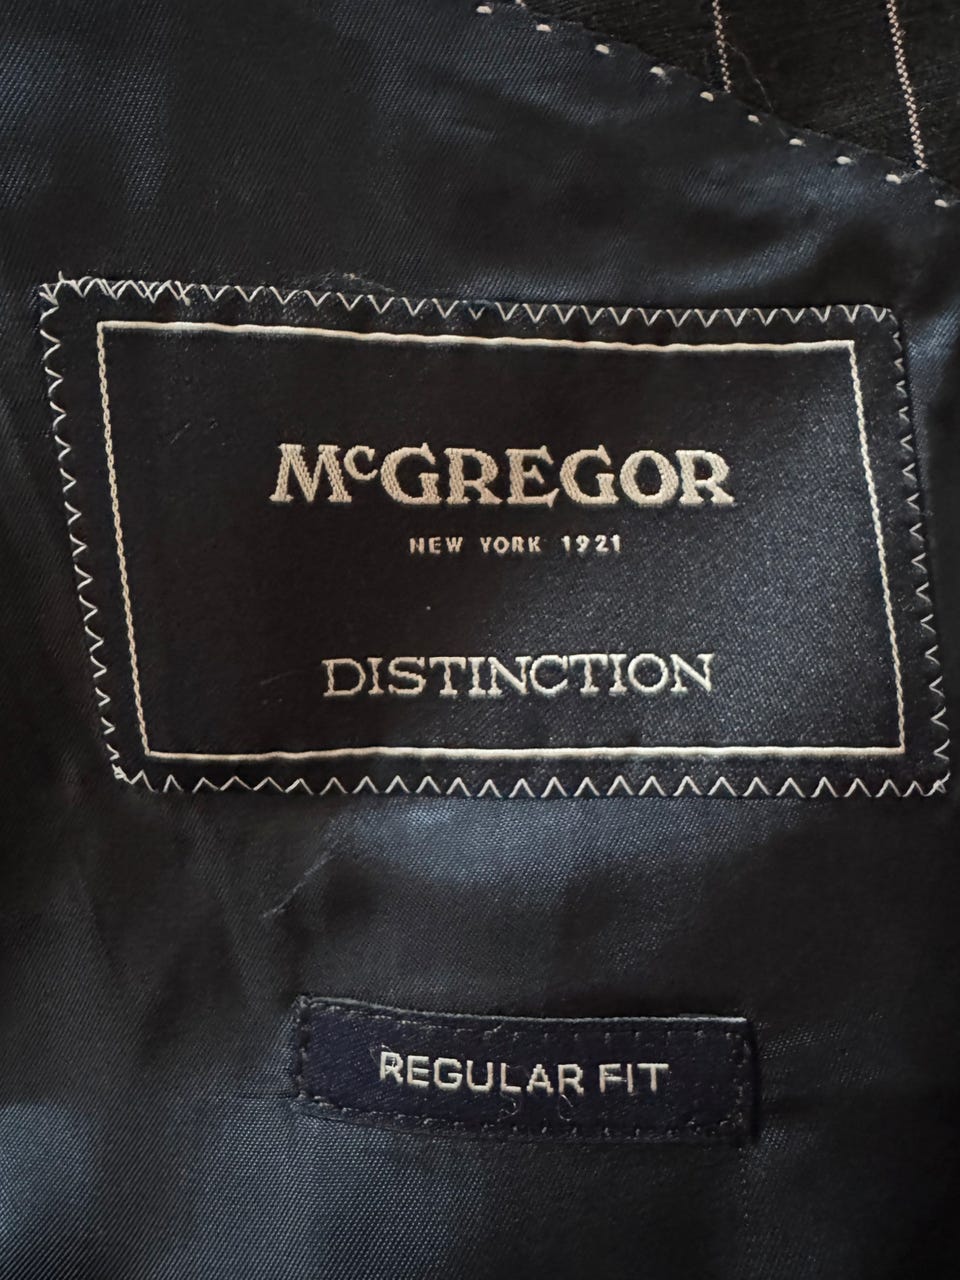 McGREGOR
NEW YORK 1921
DISTINCTION
REGULAR FIT